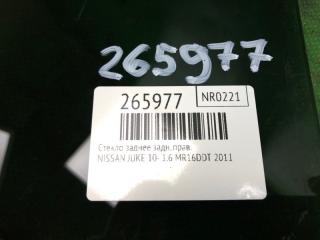 265977
265977 NR0221
Стекло заднее задн.прав.
NISSAN JUKE 10- 1.6 MR16DDT 2011